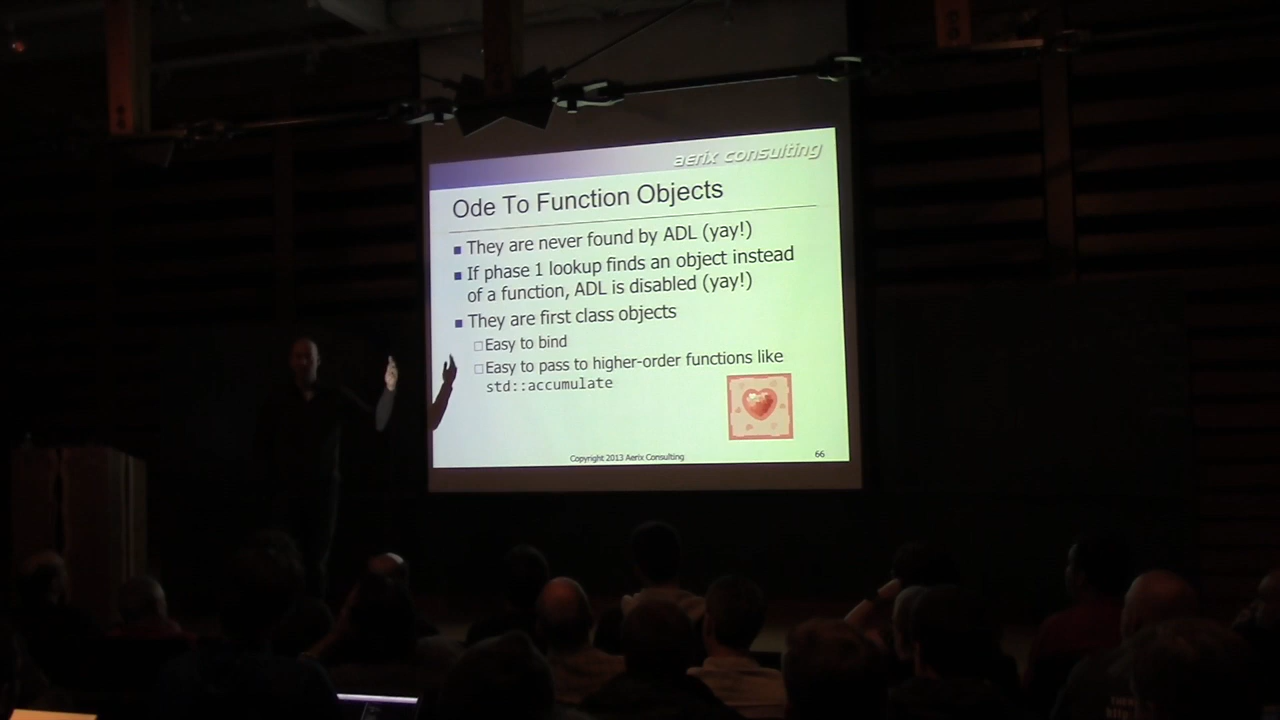 aerix consulting
Ode To Function Objects
They are never found by ADL (yay!)
If phase 1 lookup finds an object instead
of a function, ADL is disabled (yay!)
They are first class objects
Easy to bind
Easy to pass to higher-order functions like
std::accumulate
Copyright 2013 Aerix Consulting
66